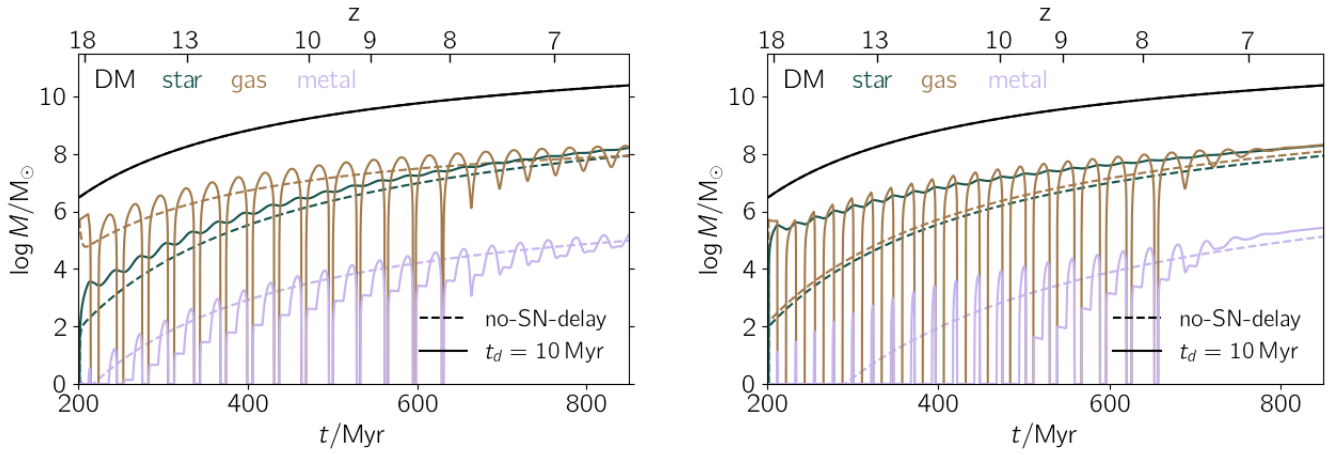 z
18 13 10 9 8 7
DM star gas metal
10
8
6
4
2
0
log M/M⊙
no-SN-delay
t_d = 10 Myr
200 400 600 800
t/Myr
z
18 13 10 9 8 7
DM star gas metal
10
8
6
4
2
0
log M/M⊙
no-SN-delay
t_d = 10 Myr
200 400 600 800
t/Myr